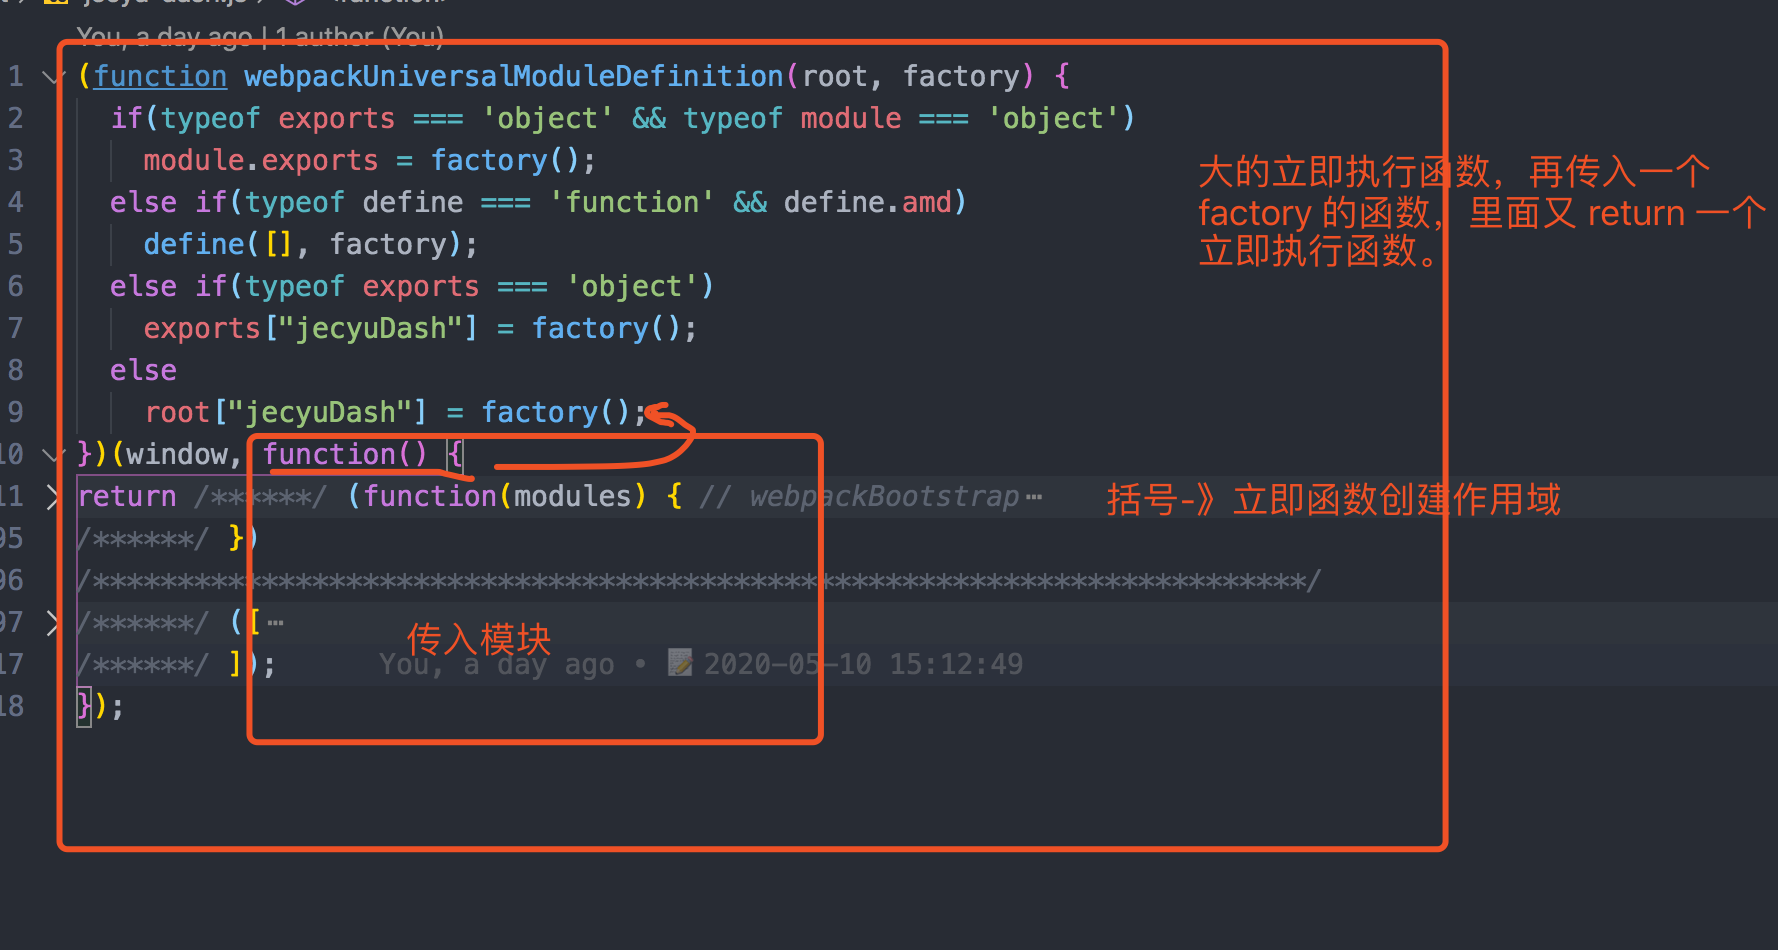 jecyu-dash.js
You, a day ago | 1 author (You)
1 (function webpackUniversalModuleDefinition(root, factory) {
2 if(typeof exports === 'object' && typeof module === 'object')
3 module.exports = factory();
4 else if(typeof define === 'function' && define.amd)
5 define([], factory);
6 else if(typeof exports === 'object')
7 exports["jecyuDash"] = factory();
8 else
9 root["jecyuDash"] = factory();
大的立即执行函数，再传入一个
factory 的函数，里面又 return 一个
立即执行函数。
10 })(window, function() {
11 return /******/ (function(modules) { // webpackBootstrap…
括号-》立即函数创建作用域
95 /******/ })
96 /************************************************************************/
97 /******/ ([…
传入模块
17 /******/ ]); You, a day ago • 📝 2020-05-10 15:12:49
18 });